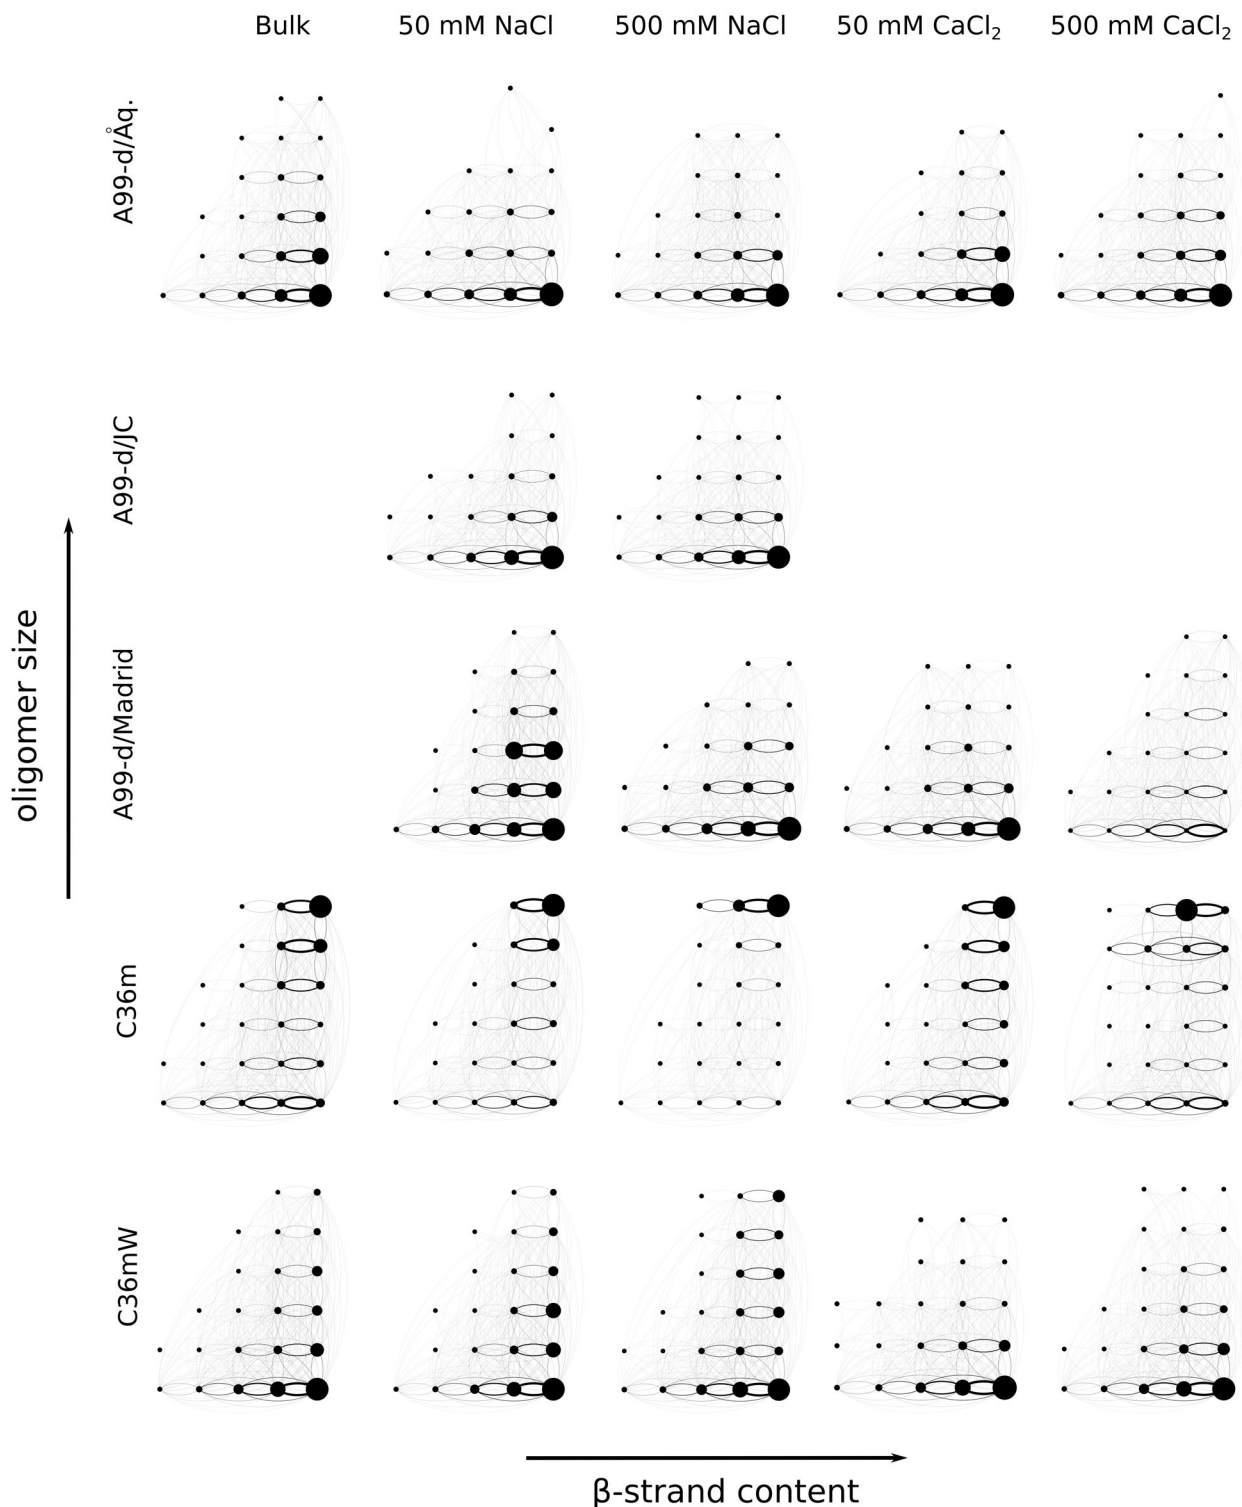 Bulk
50 mM NaCl
500 mM NaCl
50 mM CaCl₂
500 mM CaCl₂
A99-d/Åq.
A99-d/JC
A99-d/Madrid
C36m
C36mW
oligomer size
β-strand content